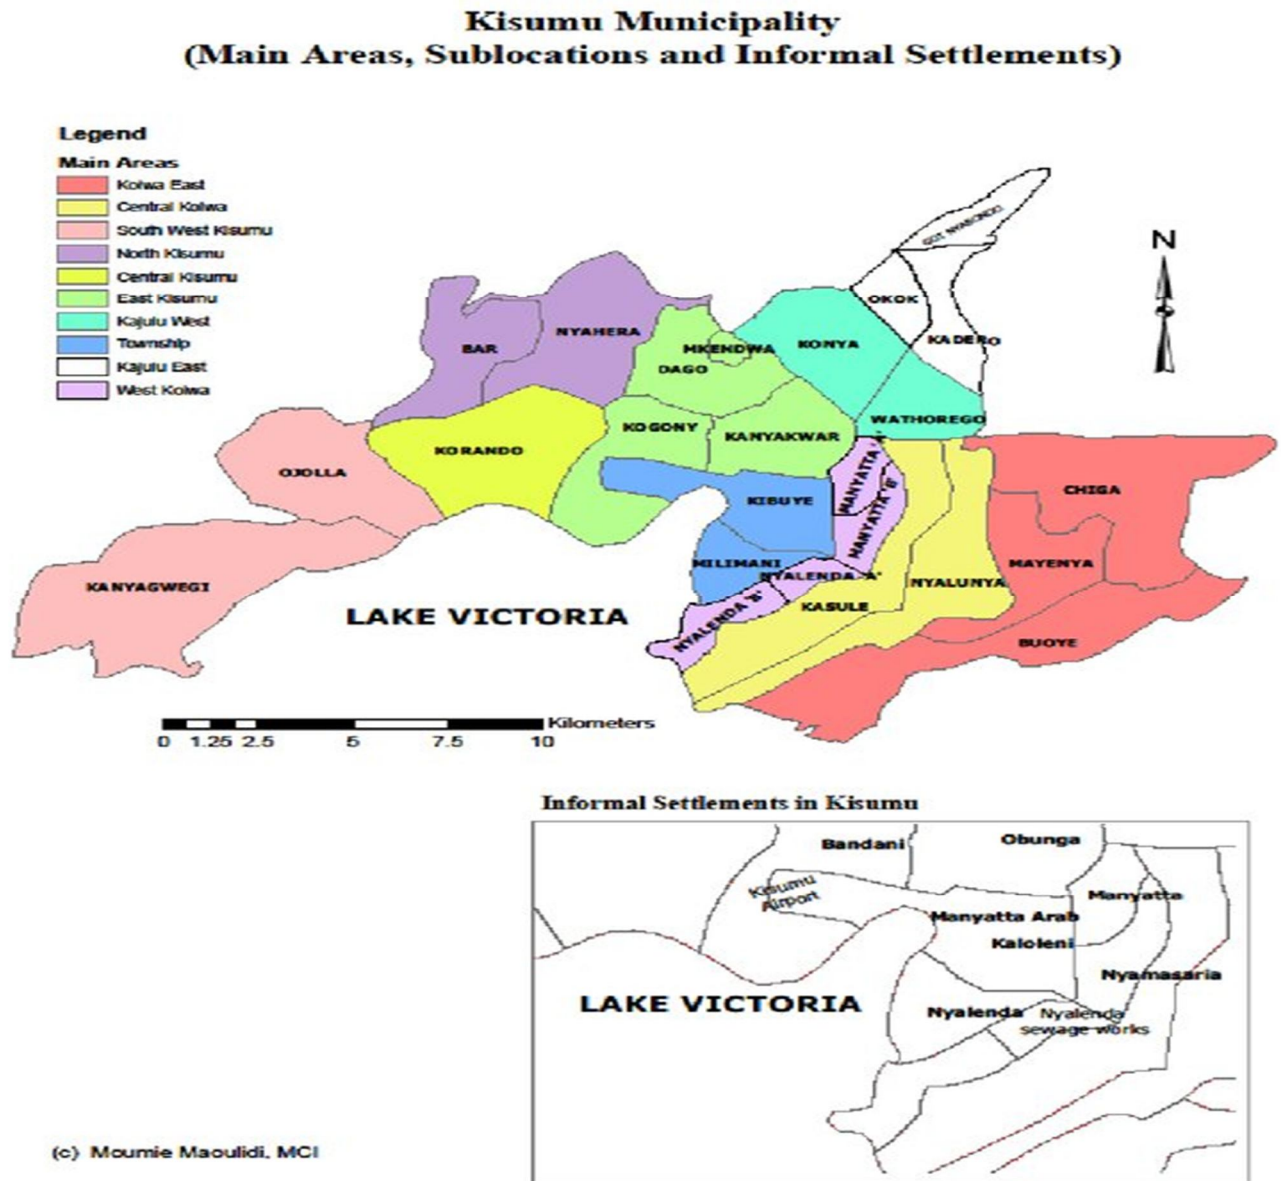 Kisumu Municipality
(Main Areas, Sublocations and Informal Settlements)
Legend
Main Areas
Kolwa East
Central Kolwa
South West Kisumu
North Kisumu
Central Kisumu
East Kisumu
Kajulu West
Township
Kajulu East
West Kolwa
N
GOT NYABONDO
OKOK
KADERO
NYAHERA
BAR
MKENDWA
KONYA
DAGO
WATHOREGO
KOGONY
KANYAKWAR
KORANDO
OJOLLA
MANYATTA 'A'
MANYATTA 'B'
CHIGA
KIBUYE
MILIMANI
NYALENDA 'A'
MAYENYA
NYALUNYA
KANYAGWEGI
KASULE
NYALENDA 'B'
LAKE VICTORIA
BUOYE
Kilometers
0 1.25 2.5 5 7.5 10
Informal Settlements in Kisumu
Bandani
Obunga
Kisumu
Airport
Manyatta
Manyatta Arab
Kaloleni
Nyamasaria
LAKE VICTORIA
Nyalenda
Nyalenda
sewage works
(c) Moumie Maoulidi, MCI